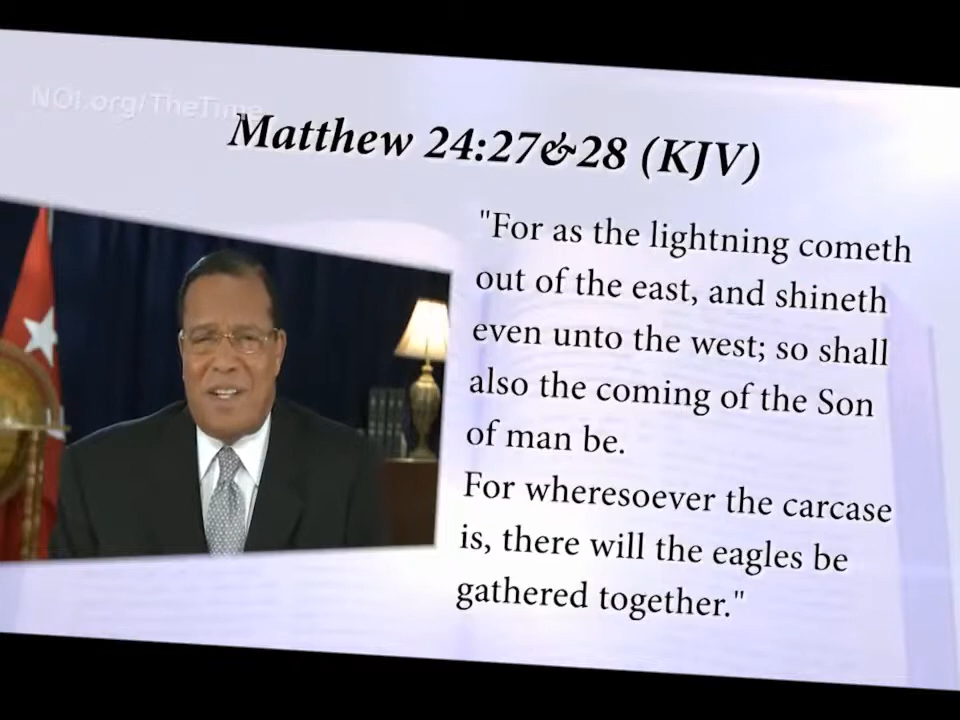 NOI.org/TheTime
Matthew 24:27&28 (KJV)
"For as the lightning cometh
out of the east, and shineth
even unto the west; so shall
also the coming of the Son
of man be.
For wheresoever the carcase
is, there will the eagles be
gathered together."